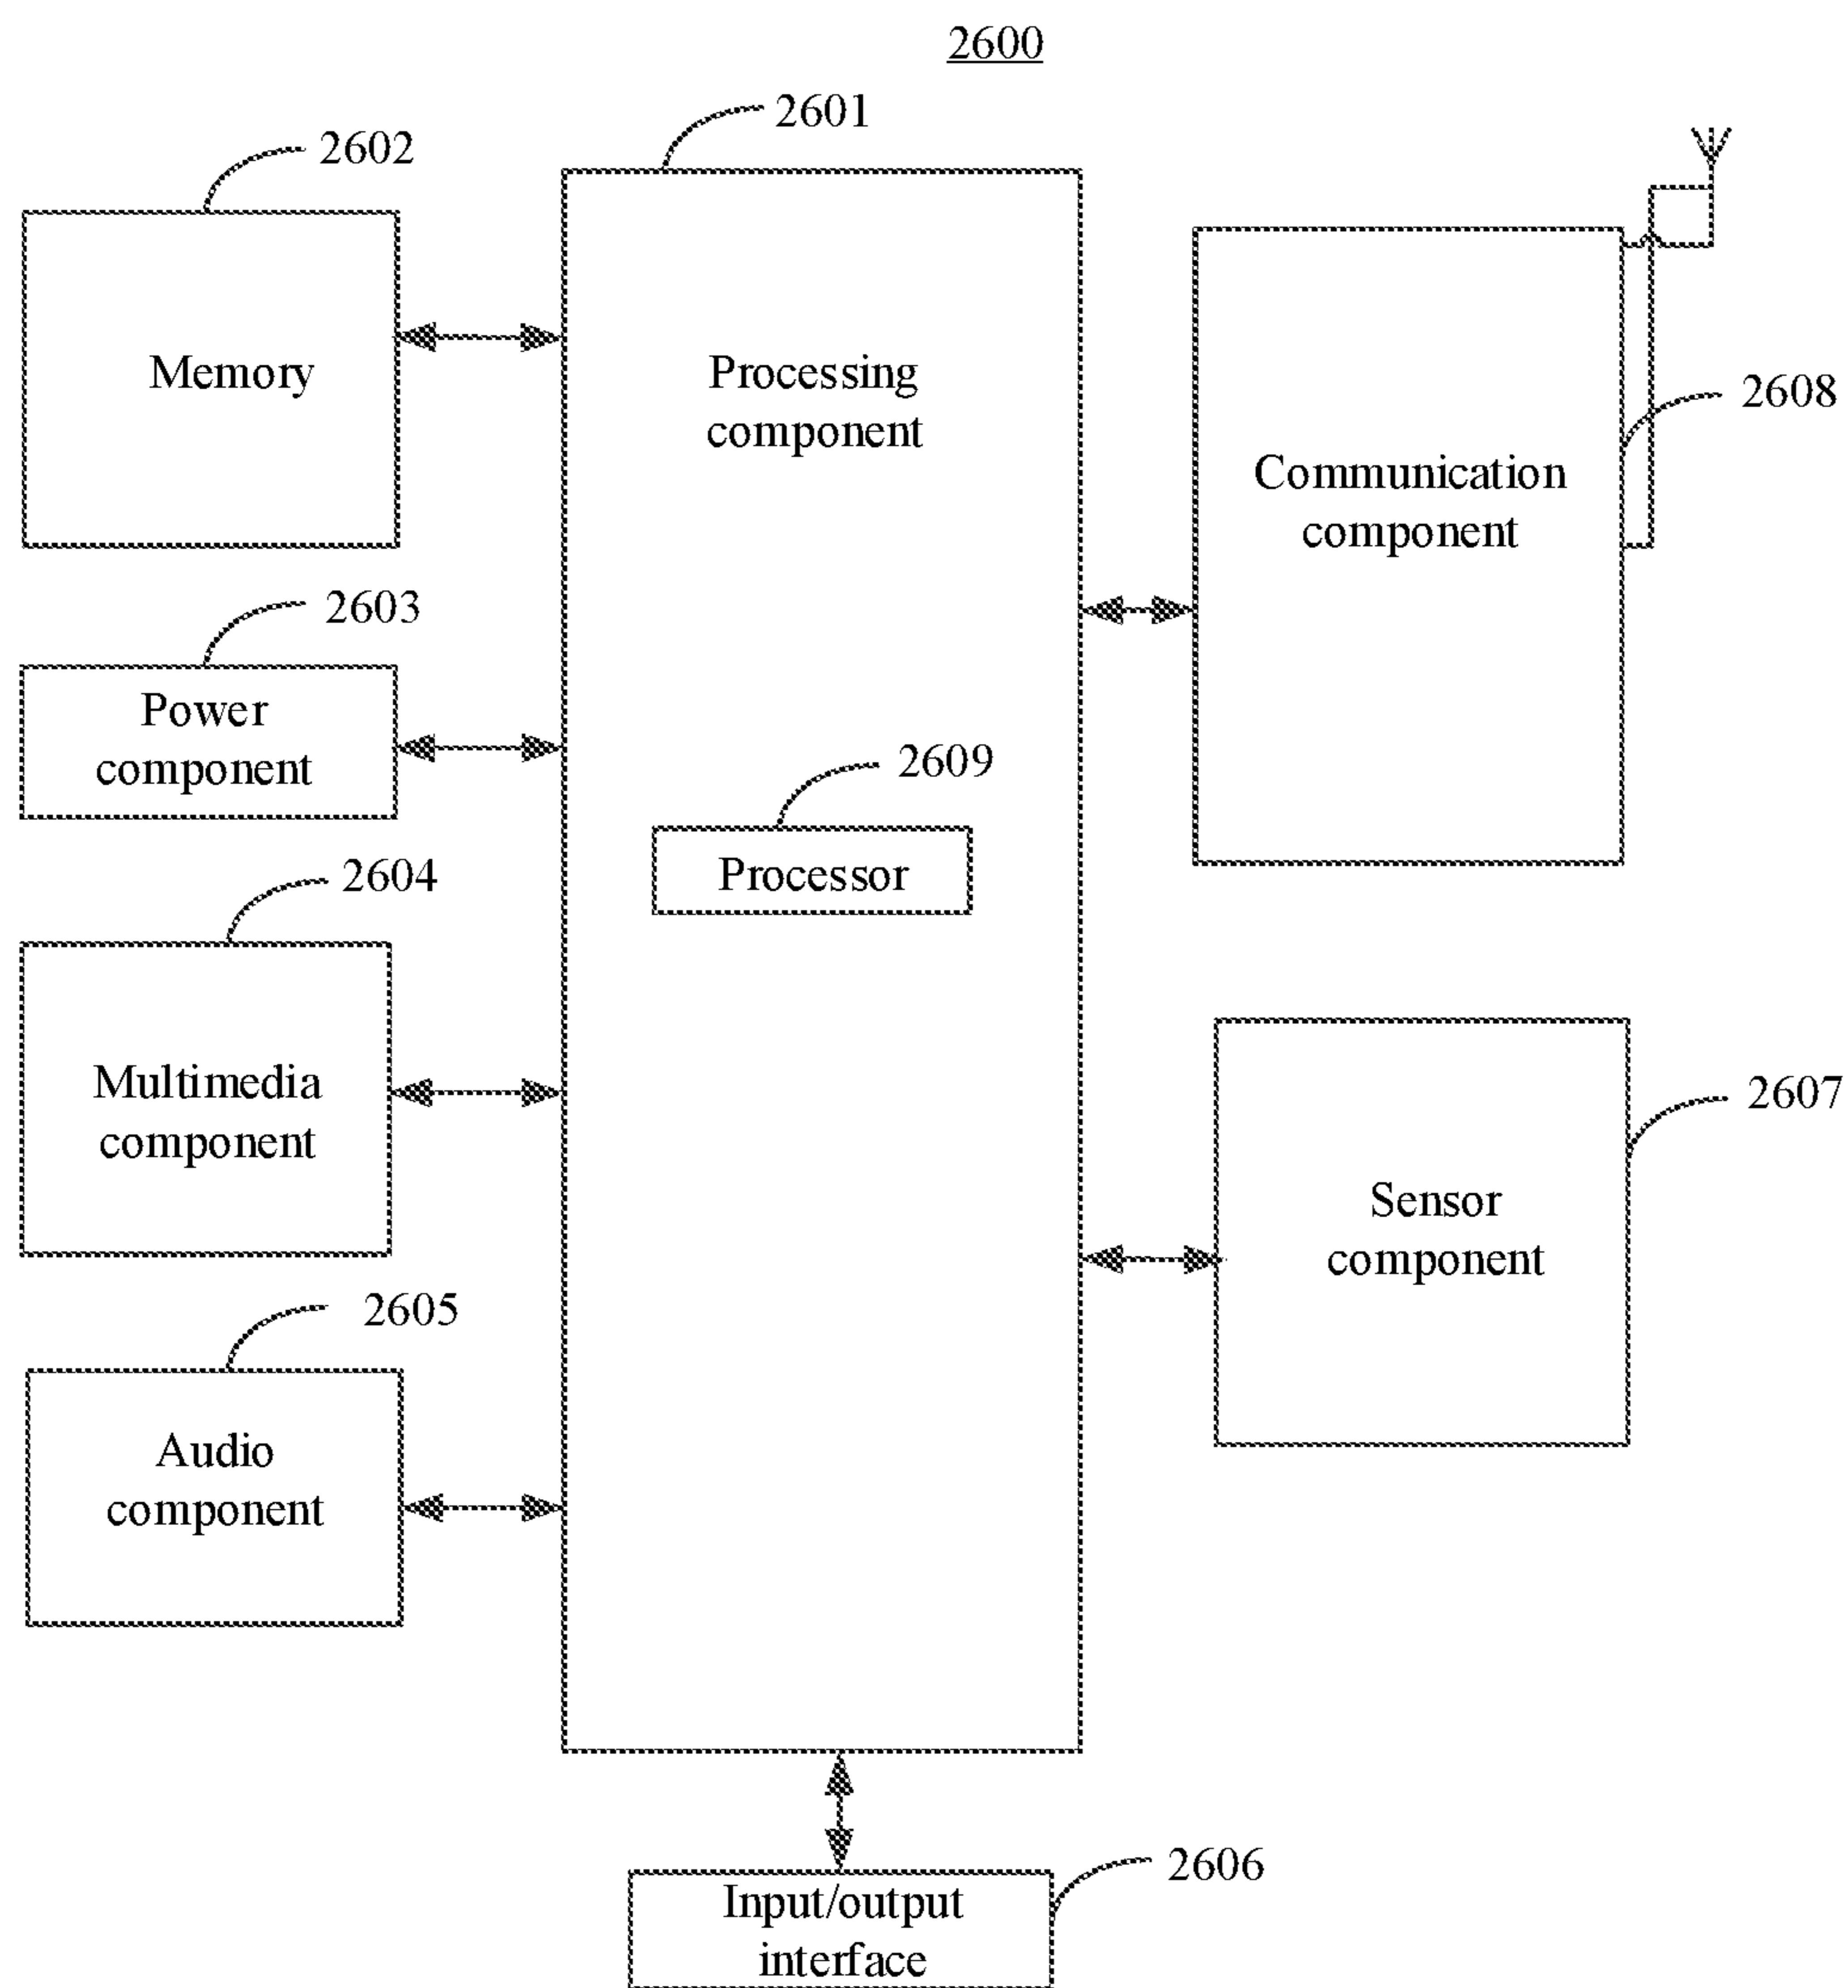 2600
2601
2602
Memory
Processing
component
2608
Communication
component
2603
Power
component
2609
Processor
2604
Multimedia
component
2607
Sensor
component
2605
Audio
component
2606
Input/output
interface